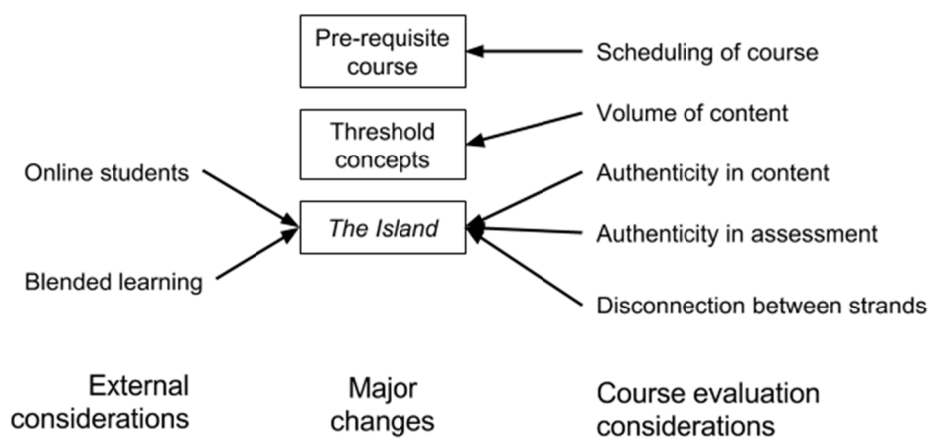 Pre-requisite
course
Scheduling of course
Volume of content
Threshold
concepts
Online students
Authenticity in content
The Island
Authenticity in assessment
Blended learning
Disconnection between strands
External
considerations
Major
changes
Course evaluation
considerations